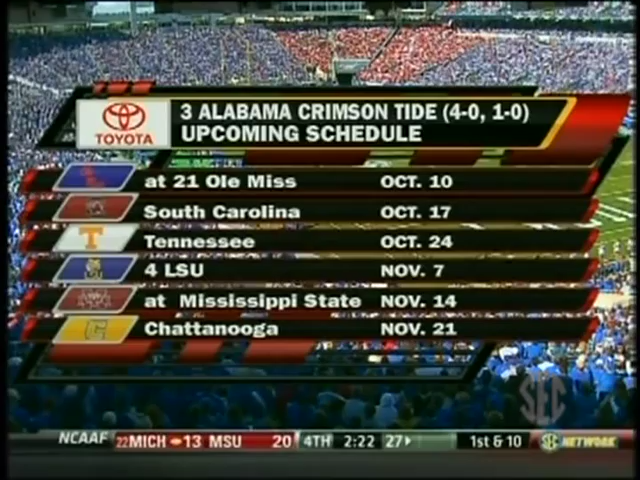 TOYOTA
3 ALABAMA CRIMSON TIDE (4-0, 1-0)
UPCOMING SCHEDULE
at 21 Ole Miss OCT. 10
South Carolina OCT. 17
T Tennessee OCT. 24
4 LSU NOV. 7
at Mississippi State NOV. 14
C Chattanooga NOV. 21
SEC
NCAAF 22 MICH 13 MSU 20 4TH 2:22 27 1st & 10 SEC NETWORK